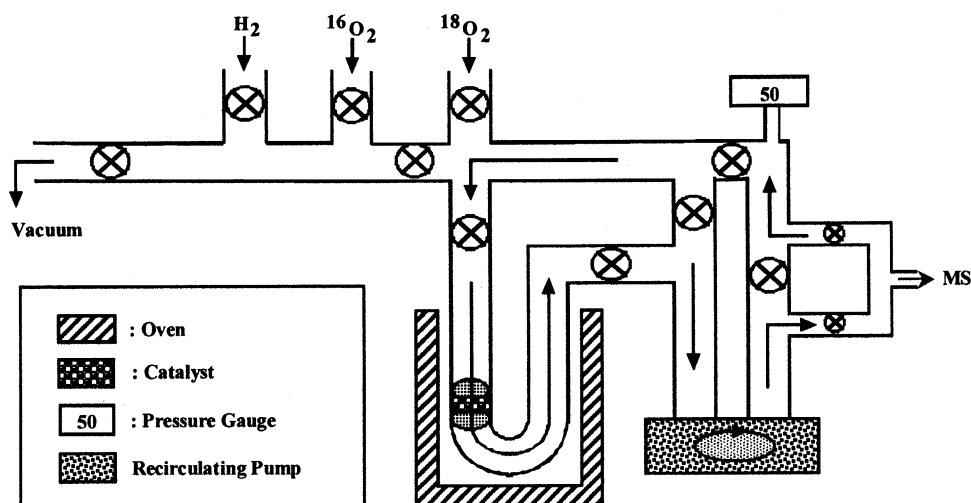 H₂
¹⁶O₂
¹⁸O₂
50
Vacuum
MS
: Oven
: Catalyst
50 : Pressure Gauge
Recirculating Pump